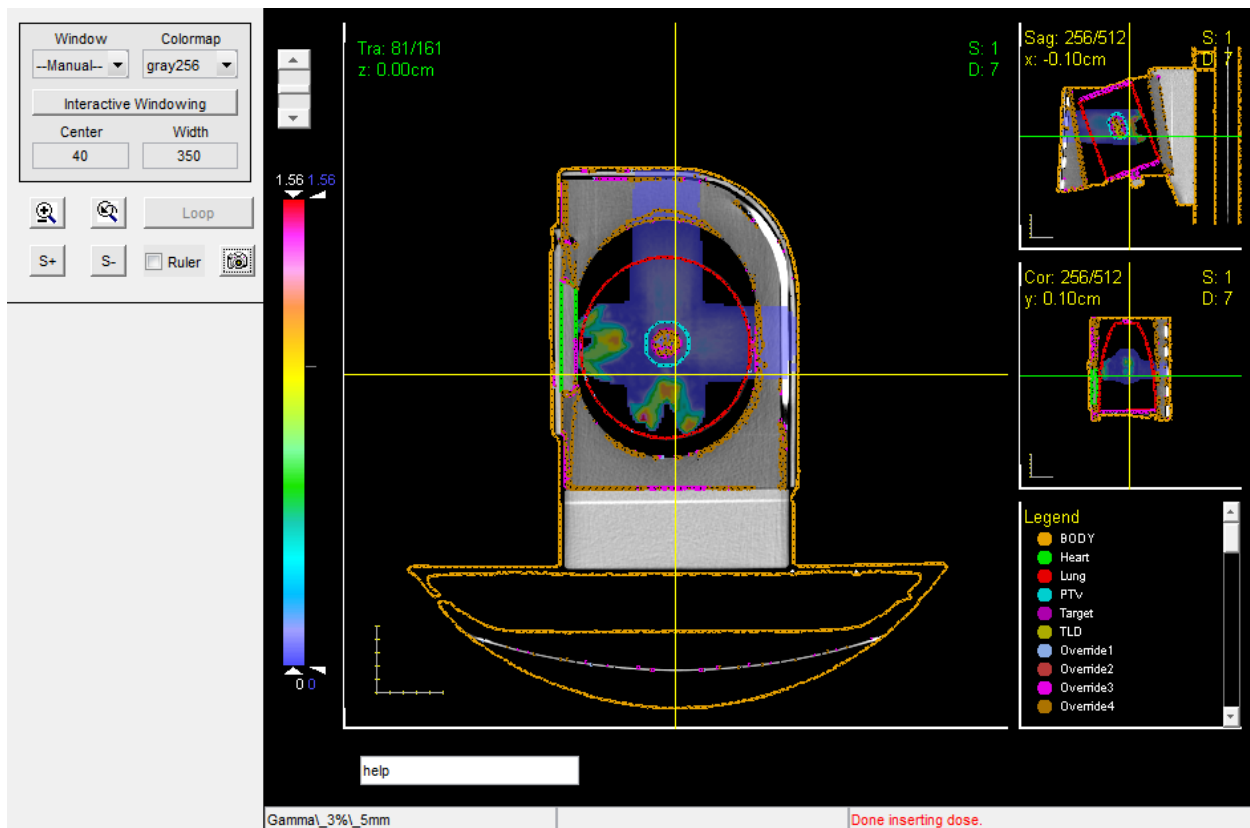 Window Colormap
--Manual-- gray256
Interactive Windowing
Center Width
40 350
Loop
S+ S- Ruler
1.56 1.56
0 0
Tra: 81/161
z: 0.00cm
S: 1
D: 7
Sag: 256/512 S: 1
x: -0.10cm D: 7
Cor: 256/512 S: 1
y: 0.10cm D: 7
Legend
BODY
Heart
Lung
PTv
Target
TLD
Override1
Override2
Override3
Override4
help
Gamma\_3%\_5mm
Done inserting dose.